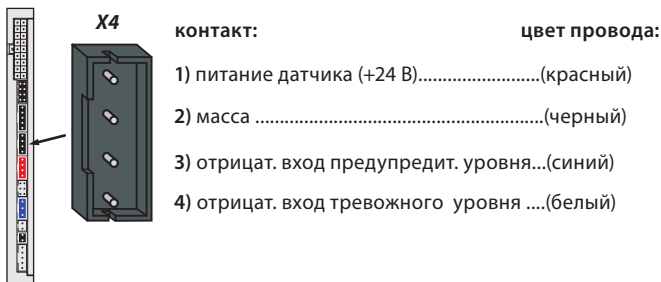 X4
контакт: цвет провода:
1) питание датчика (+24 В)..........................(красный)
2) масса ..............................................................(черный)
3) отрицат. вход предупредит. уровня...(синий)
4) отрицат. вход тревожного уровня ....(белый)